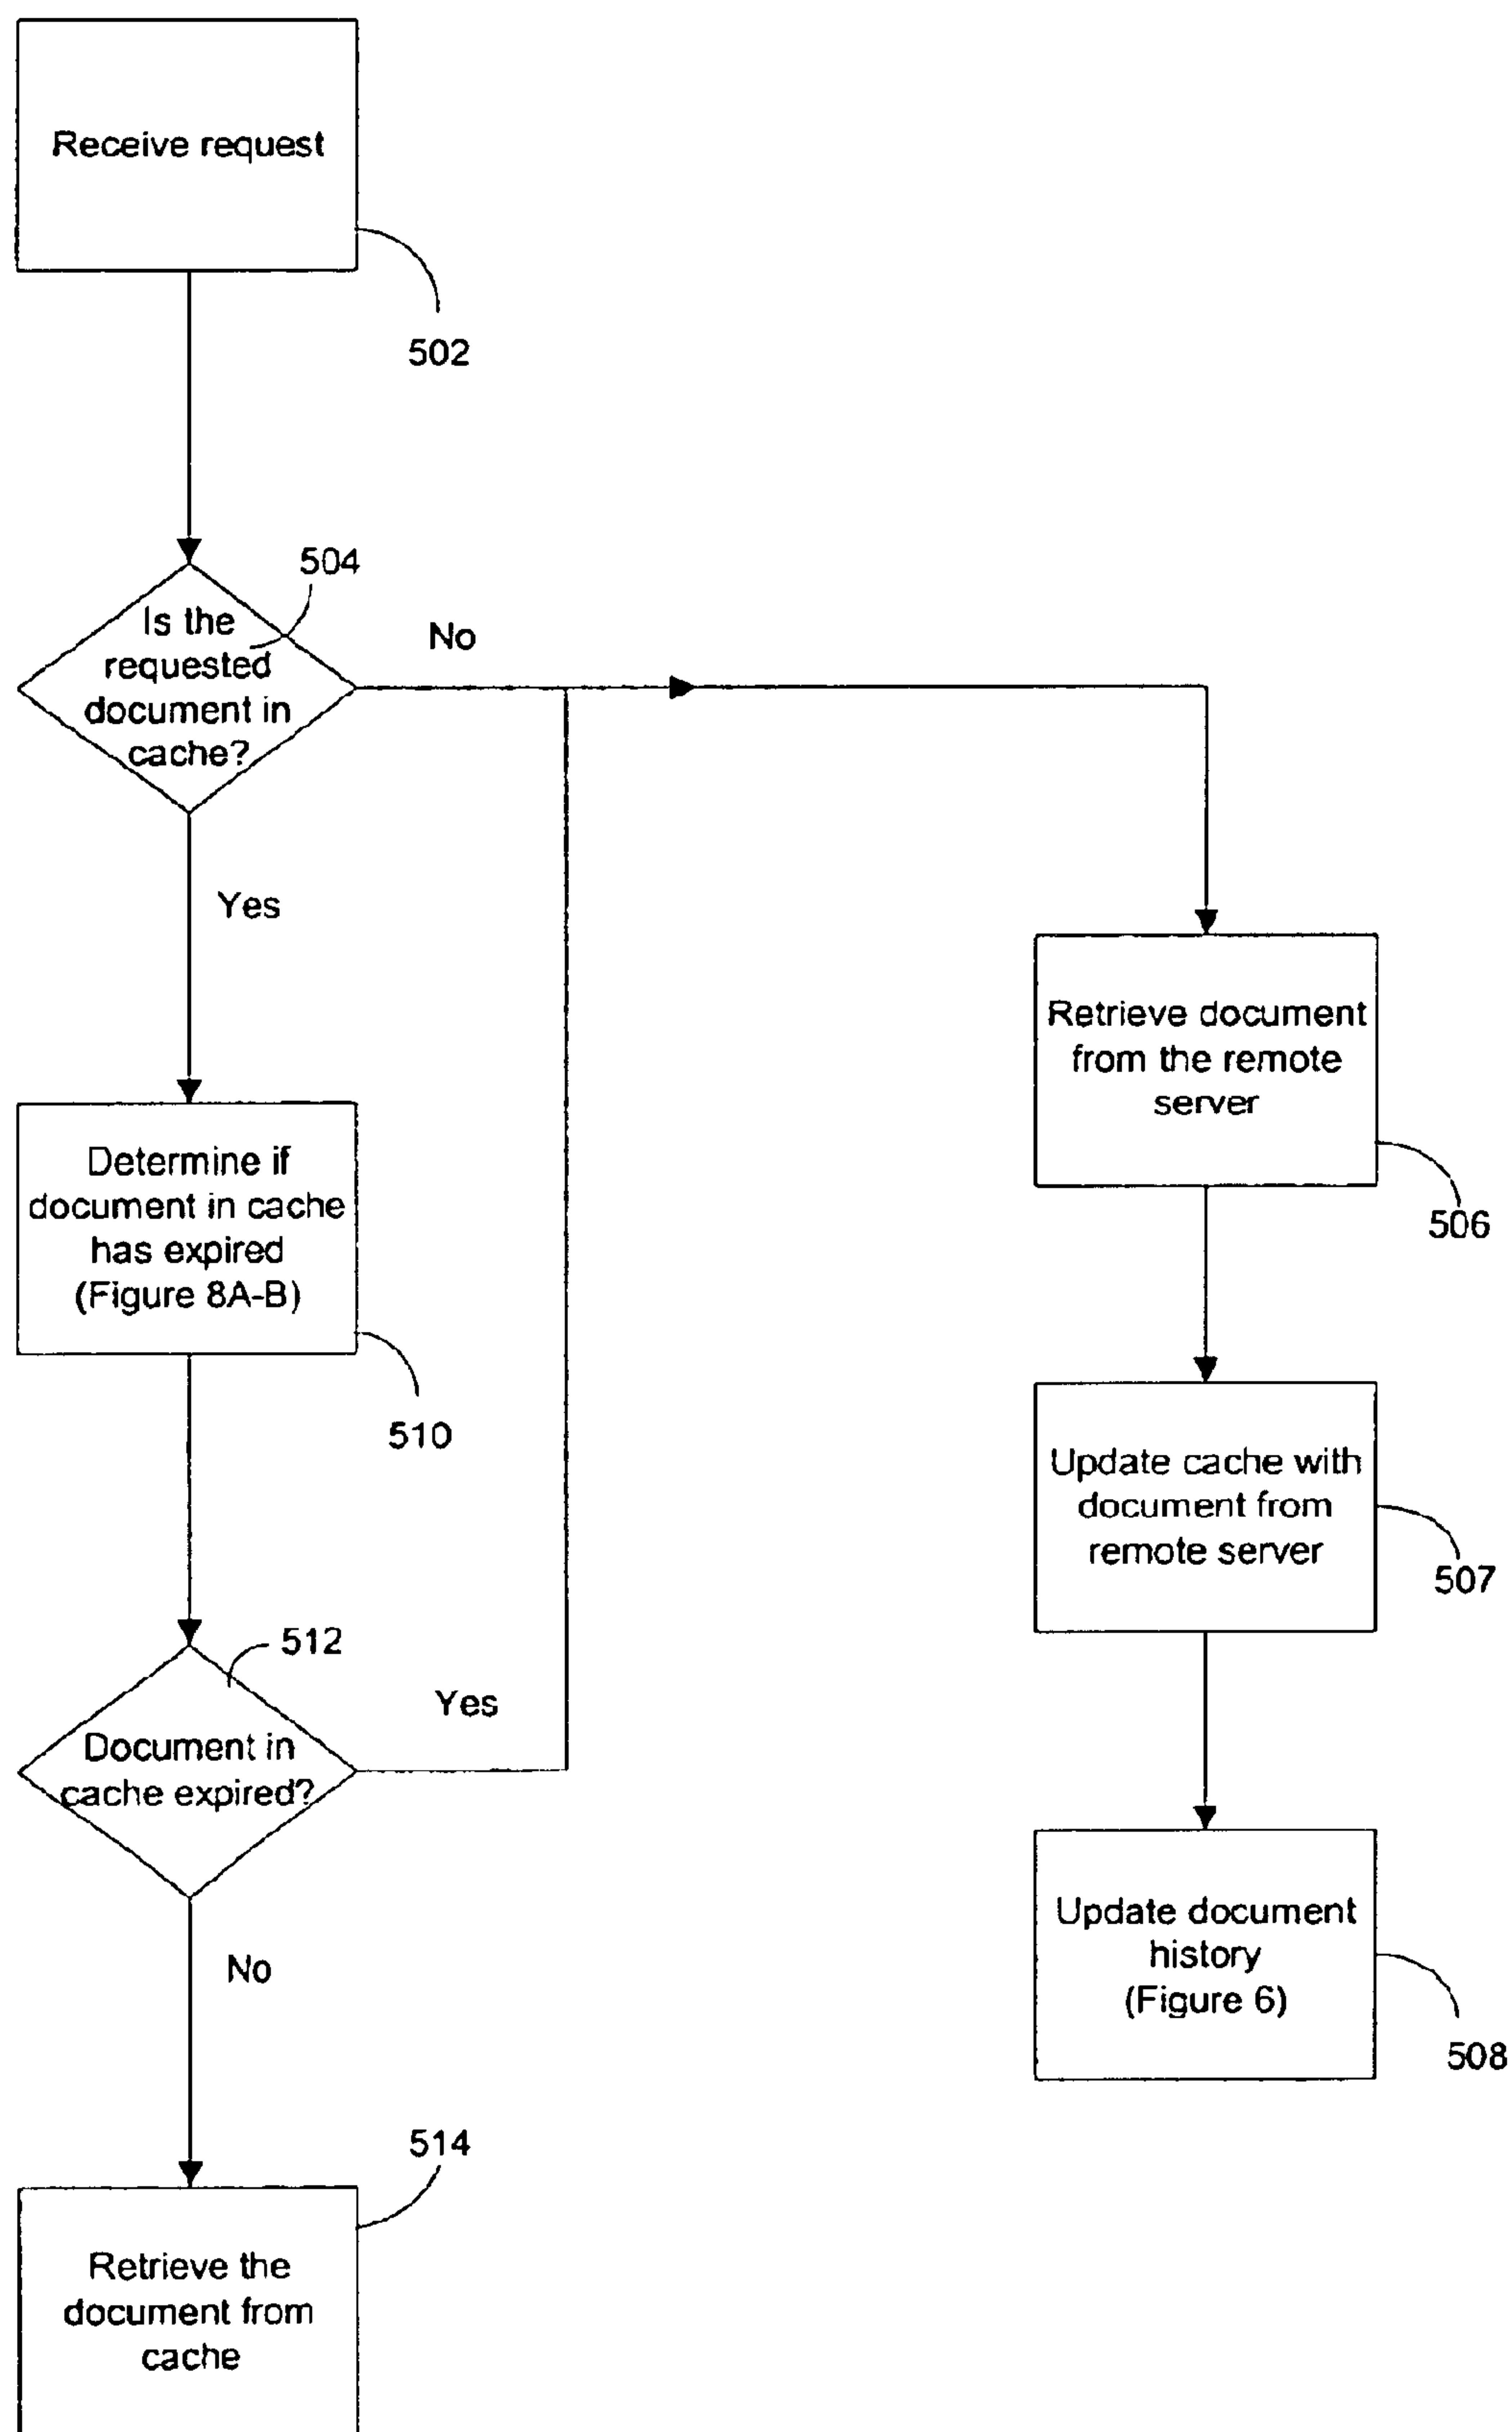 Receive request
502
504
Is the
requested
document in
cache?
No
Yes
Retrieve document
from the remote
server
506
Determine if
document in cache
has expired
(Figure 8A-B)
510
Update cache with
document from
remote server
507
512
Document in
cache expired?
Yes
No
Update document
history
(Figure 6)
508
514
Retrieve the
document from
cache